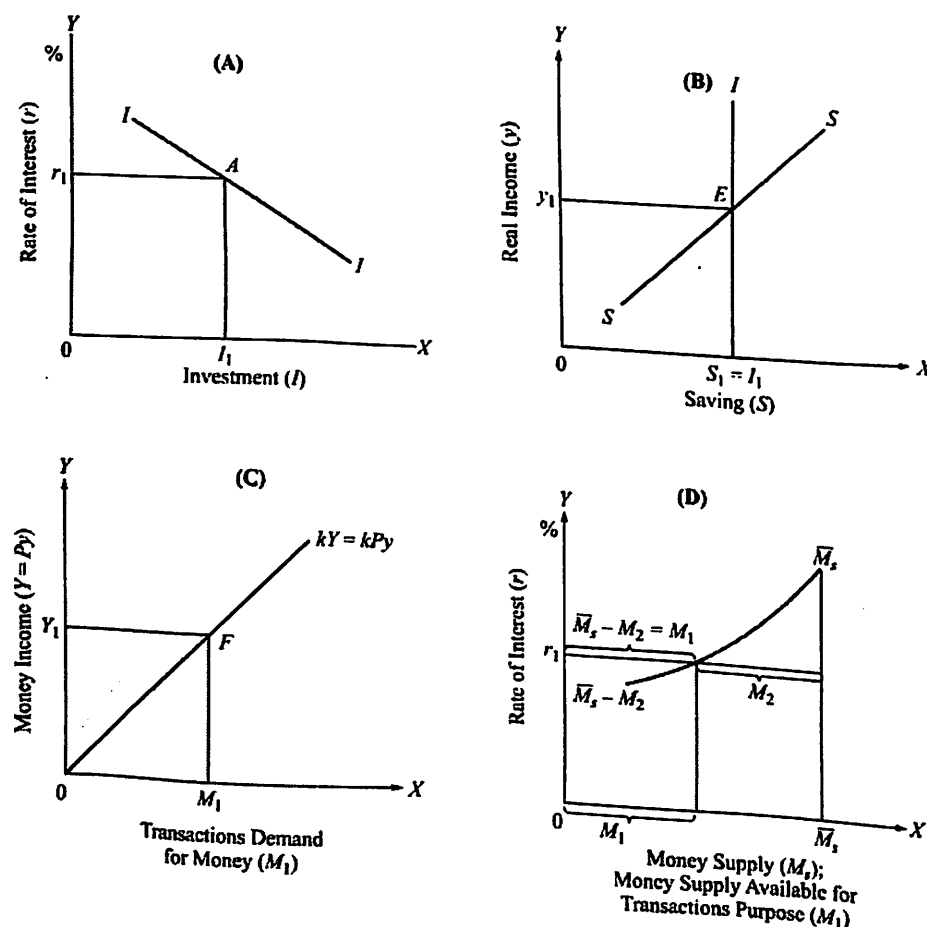 Y
%
(A)
Rate of Interest (r)
I
A
r₁
I
0
I₁
X
Investment (I)
Y
(B)
I
S
Real Income (y)
y₁
E
S
0
S₁ = I₁
X
Saving (S)
Y
(C)
Money Income (Y = Py)
kY = kPy
Y₁
F
0
M₁
X
Transactions Demand
for Money (M₁)
Y
(D)
%
M̅ₛ
Rate of Interest (r)
M̅ₛ – M₂ = M₁
r₁
M̅ₛ – M₂
M₂
0
M₁
M̅ₛ
X
Money Supply (Mₛ);
Money Supply Available for
Transactions Purpose (M₁)